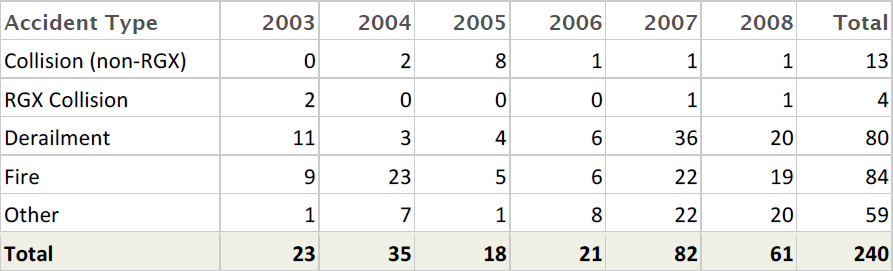 Accident Type 2003 2004 2005 2006 2007 2008 Total
Collision (non-RGX) 0 2 8 1 1 1 13
RGX Collision 2 0 0 0 1 1 4
Derailment 11 3 4 6 36 20 80
Fire 9 23 5 6 22 19 84
Other 1 7 1 8 22 20 59
Total 23 35 18 21 82 61 240